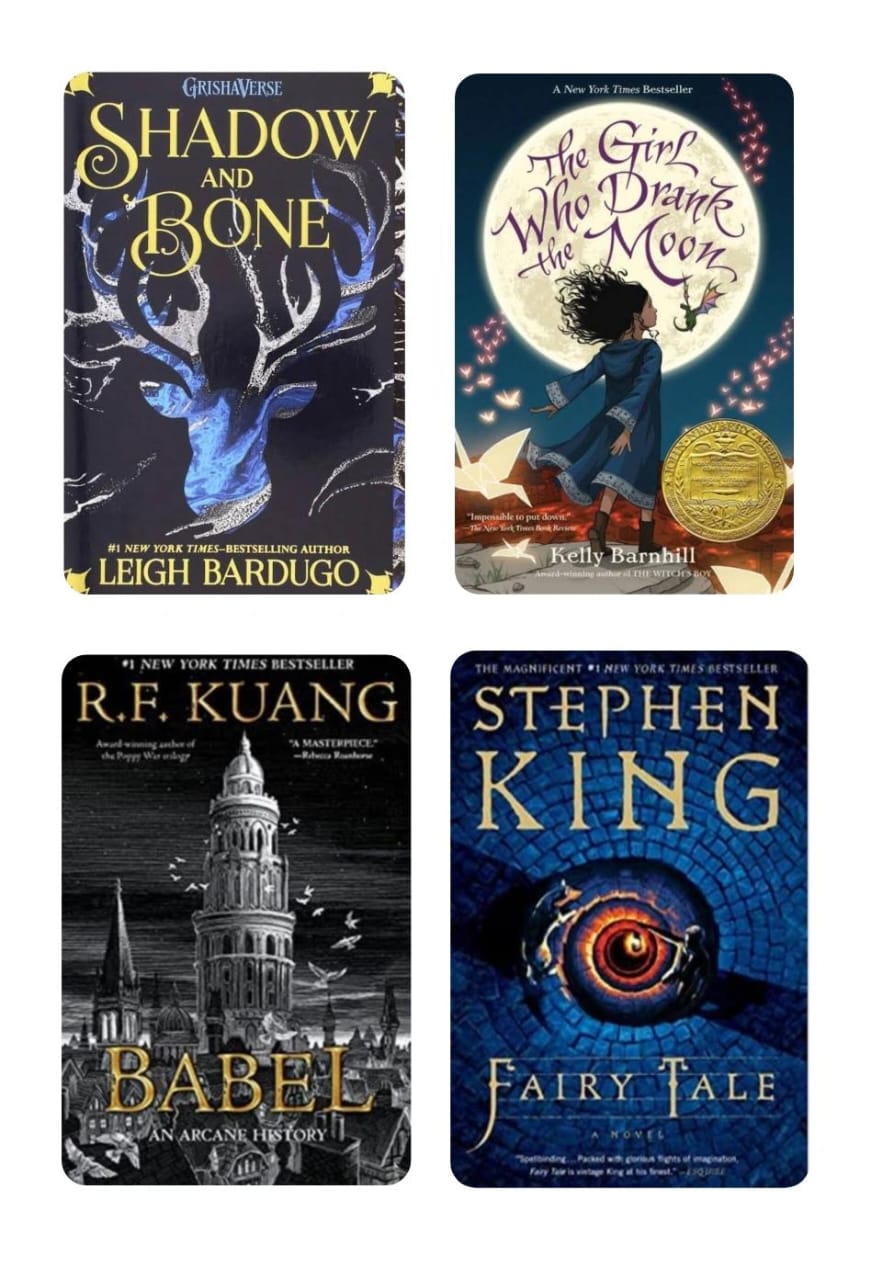 GRISHAVERSE
SHADOW
AND
BONE
#1 NEW YORK TIMES–BESTSELLING AUTHOR
LEIGH BARDUGO
A New York Times Bestseller
The Girl
Who Drank
the Moon
"Impossible to put down."
—The New York Times Book Review
Kelly Barnhill
Award-winning author of THE WITCH'S BOY
#1 NEW YORK TIMES BESTSELLER
R.F. KUANG
Award-winning author of
the Poppy War trilogy
"A MASTERPIECE."
—Rebecca Roanhorse
BABEL
AN ARCANE HISTORY
THE MAGNIFICENT #1 NEW YORK TIMES BESTSELLER
STEPHEN
KING
FAIRY TALE
A NOVEL
"Spellbinding... Packed with glorious flights of imagination,
Fairy Tale is vintage King at his finest." —ESQUIRE